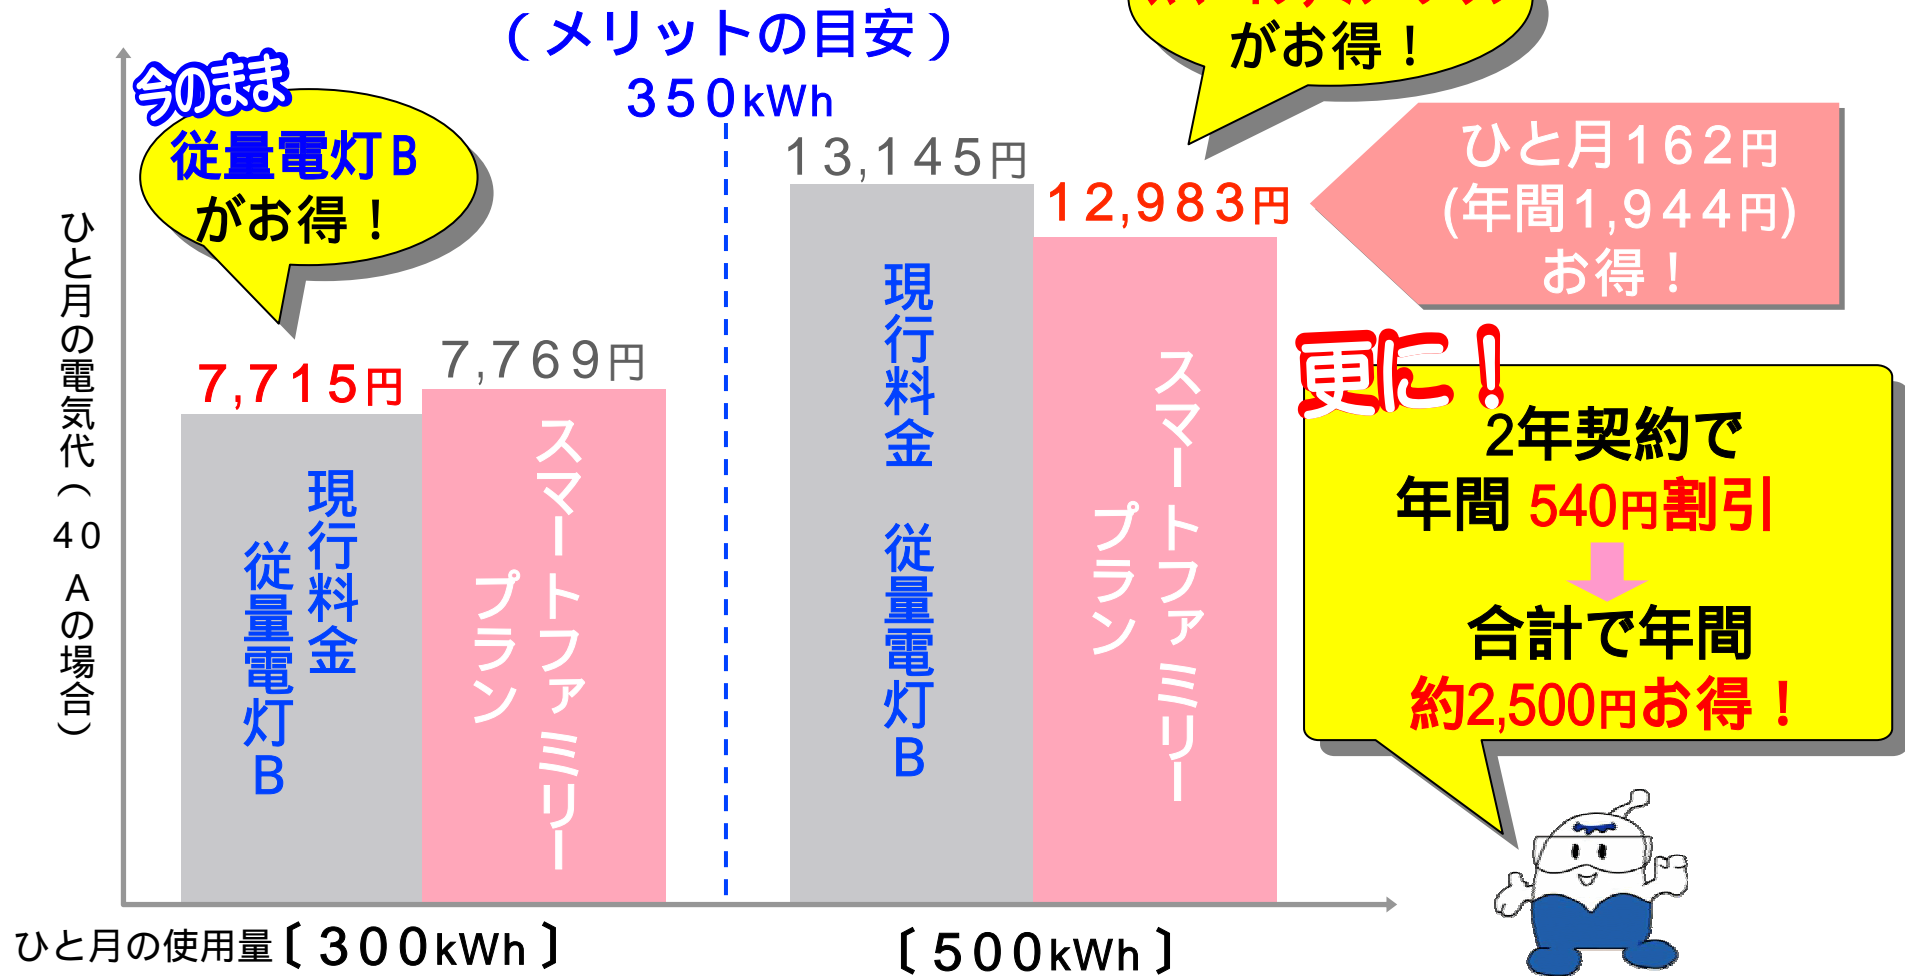 (メリットの目安)
350kWh
がお得!
今のまま
従量電灯B
がお得!
ひと月の電気代(40Aの場合)
7,715円
7,769円
13,145円
12,983円
ひと月162円
(年間1,944円)
お得!
現行料金
従量電灯B
スマートファミリー
プラン
現行料金 従量電灯B
スマートファミリー
プラン
更に!
2年契約で
年間 540円割引
合計で年間
約2,500円お得!
ひと月の使用量〔300kWh〕
〔500kWh〕